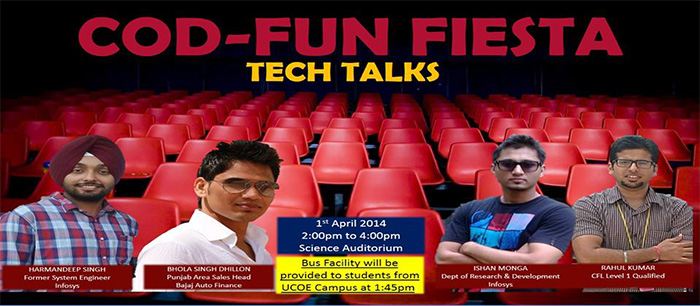 COD-FUN FIESTA
TECH TALKS
1st April 2014
2:00pm to 4:00pm
Science Auditorium
Bus Facility will be
provided to students from
UCOE Campus at 1:45pm
HARMANDEEP SINGH
Former System Engineer
Infosys
BHOLA SINGH DHILLON
Punjab Area Sales Head
Bajaj Auto Finance
ISHAN MONGA
Dept of Research & Development
Infosys
RAHUL KUMAR
CFL Level 1 Qualified